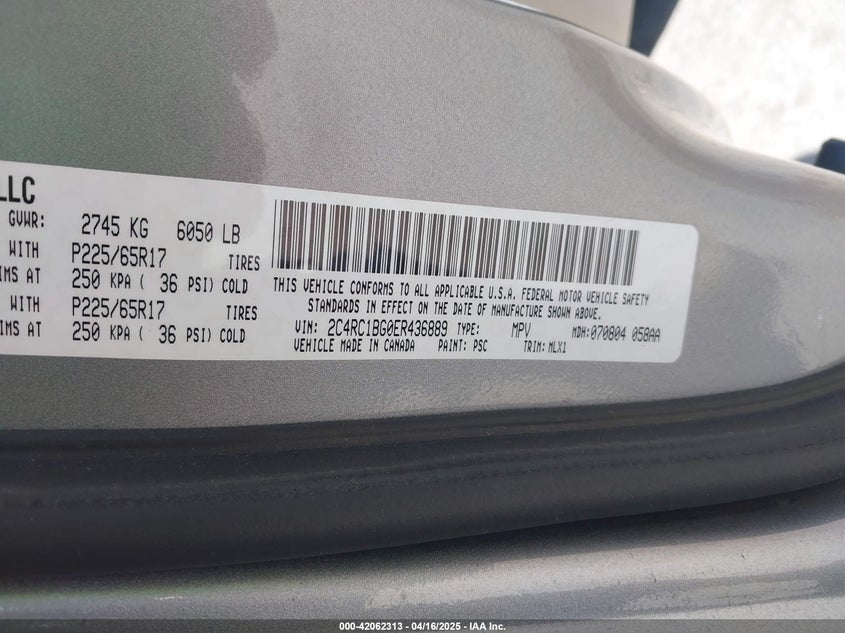 LLC
GVWR: 2745 KG 6050 LB
WITH P225/65R17 TIRES
IMS AT 250 KPA ( 36 PSI) COLD
WITH P225/65R17 TIRES
IMS AT 250 KPA ( 36 PSI) COLD
THIS VEHICLE CONFORMS TO ALL APPLICABLE U.S.A. FEDERAL MOTOR VEHICLE SAFETY
STANDARDS IN EFFECT ON THE DATE OF MANUFACTURE SHOWN ABOVE.
VIN: 2C4RC1BG0ER436889 TYPE: MPV MDH:070804 058AA
VEHICLE MADE IN CANADA PAINT: PSC TRIM: MLX1
000-42062313 - 04/16/2025 - IAA Inc.